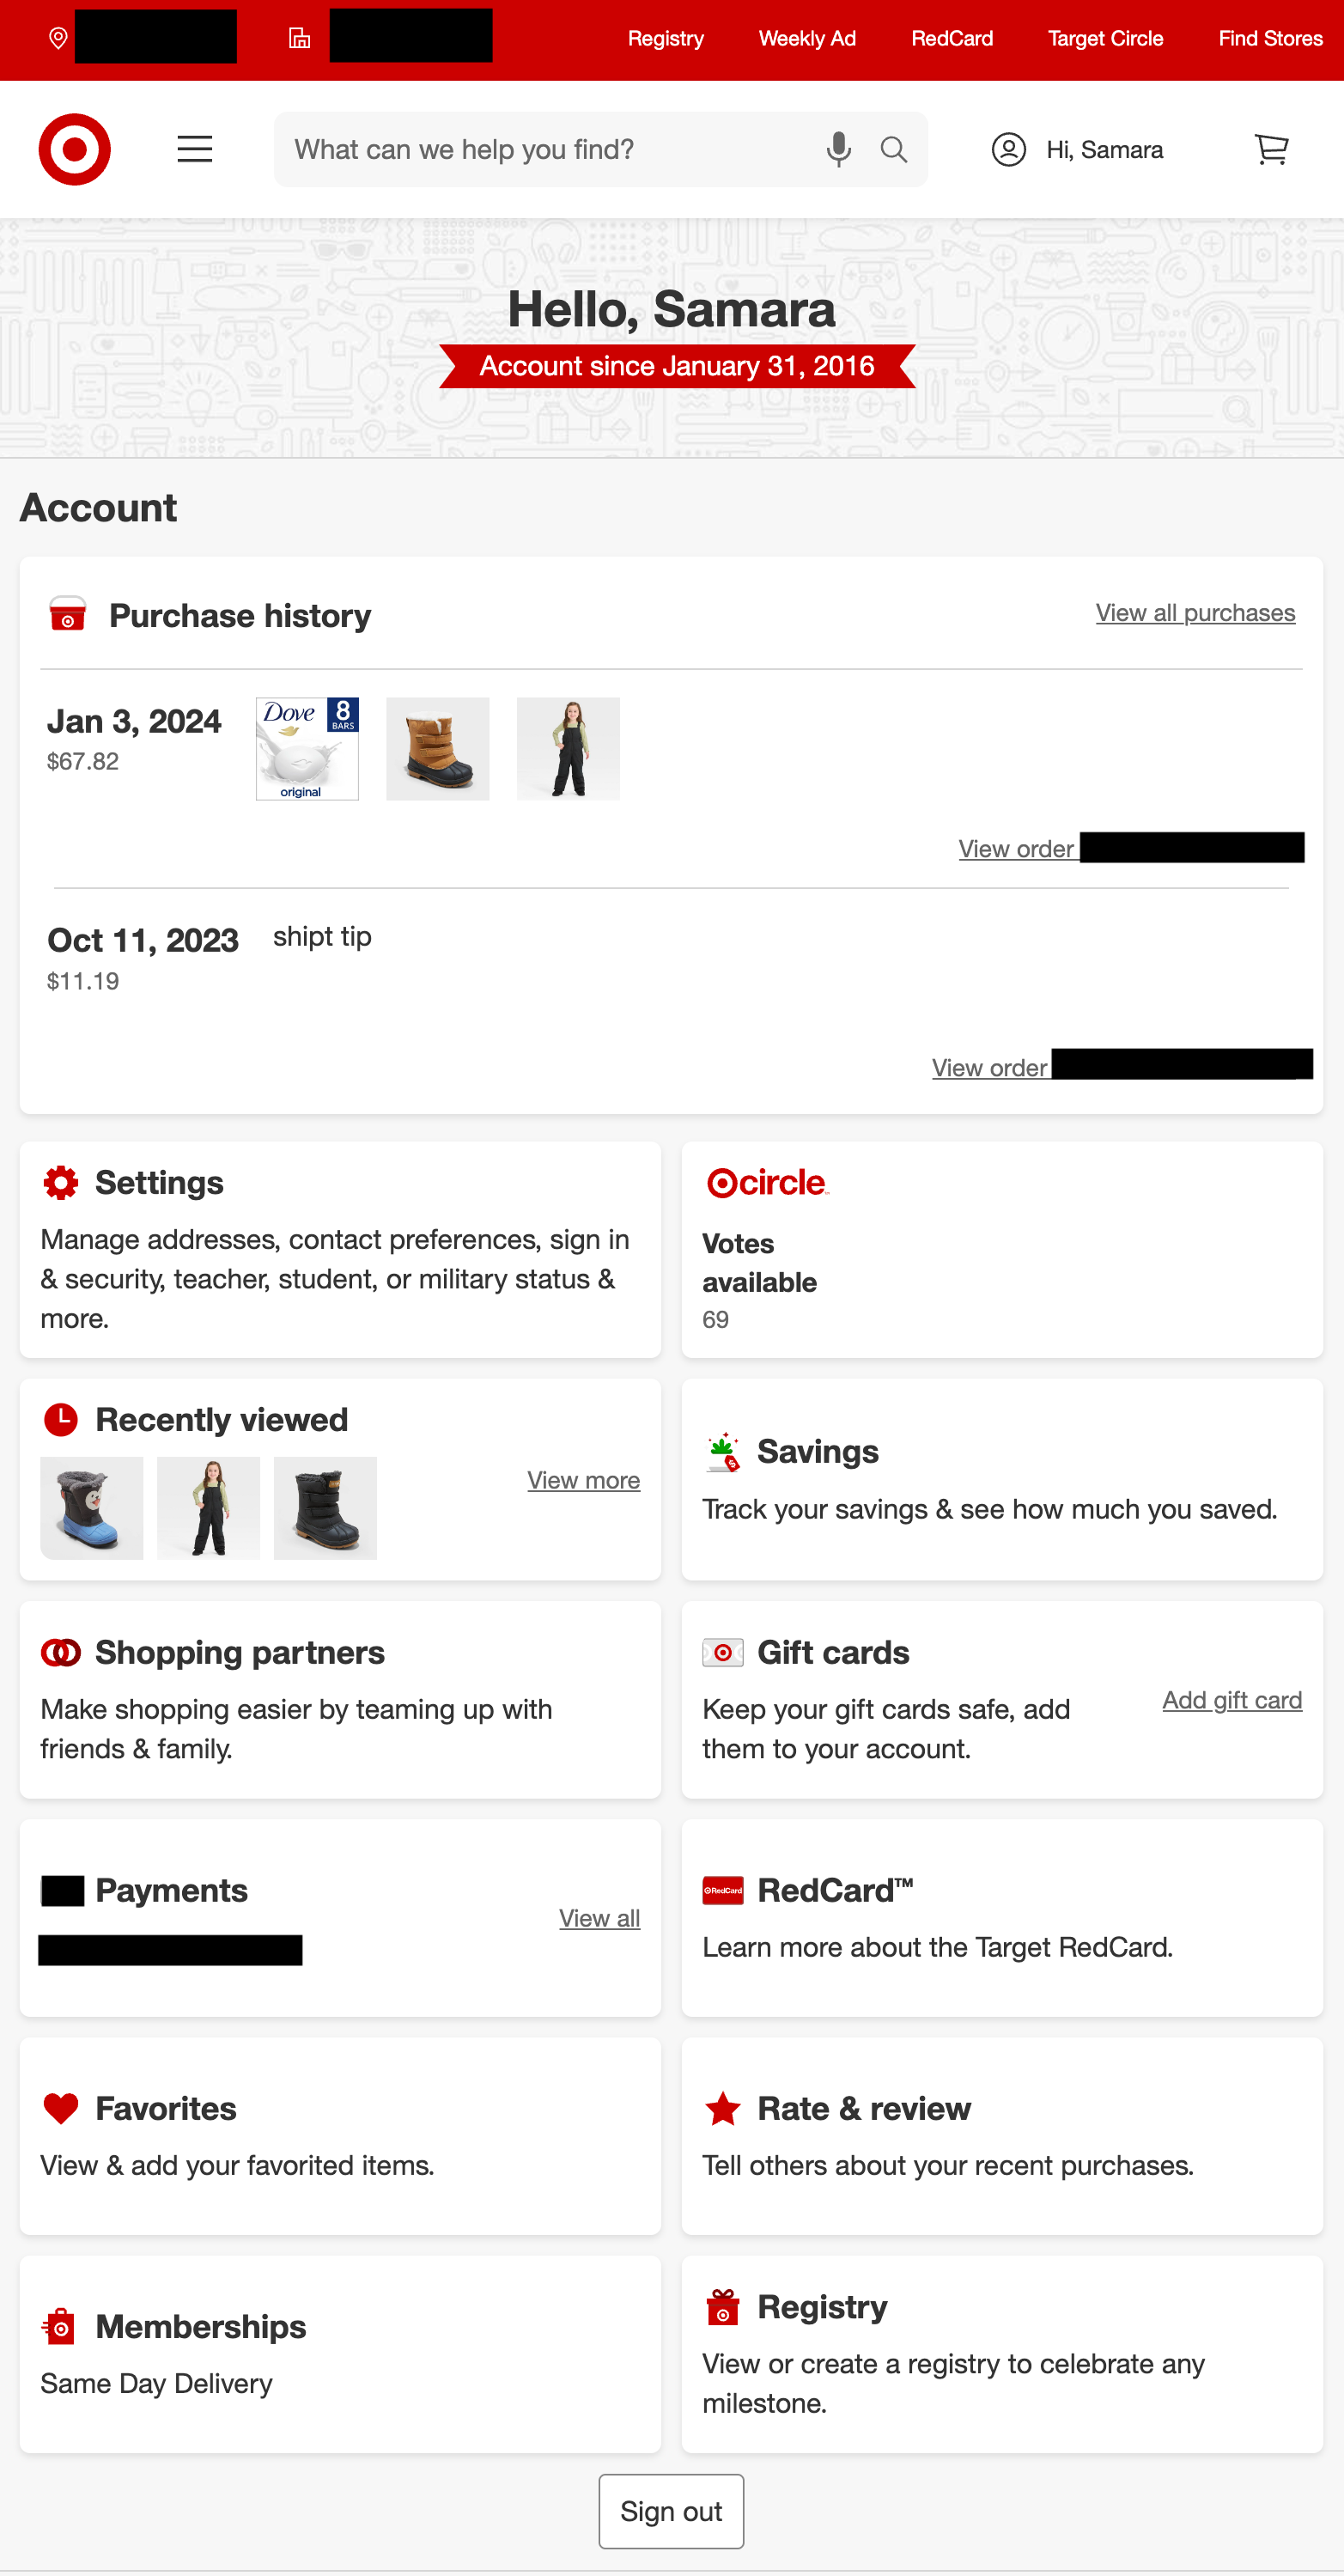 Registry Weekly Ad RedCard Target Circle Find Stores
What can we help you find? Hi, Samara
Hello, Samara
Account since January 31, 2016
Account
Purchase history View all purchases
Jan 3, 2024
$67.82
Dove 8 BARS
original
View order
Oct 11, 2023 shipt tip
$11.19
View order
Settings
Manage addresses, contact preferences, sign in
& security, teacher, student, or military status &
more.
circle
Votes
available
69
Recently viewed
View more
Savings
Track your savings & see how much you saved.
Shopping partners
Make shopping easier by teaming up with
friends & family.
Gift cards
Keep your gift cards safe, add
them to your account.
Add gift card
Payments
View all
RedCard
RedCard™
Learn more about the Target RedCard.
Favorites
View & add your favorited items.
Rate & review
Tell others about your recent purchases.
Memberships
Same Day Delivery
Registry
View or create a registry to celebrate any
milestone.
Sign out